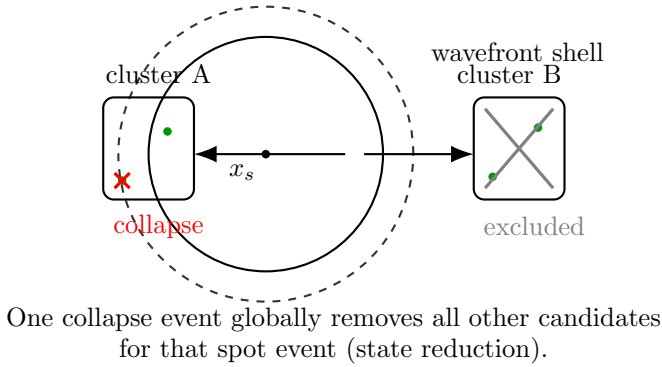 wavefront shell
cluster A
cluster B
x_s
collapse
excluded
One collapse event globally removes all other candidates
for that spot event (state reduction).